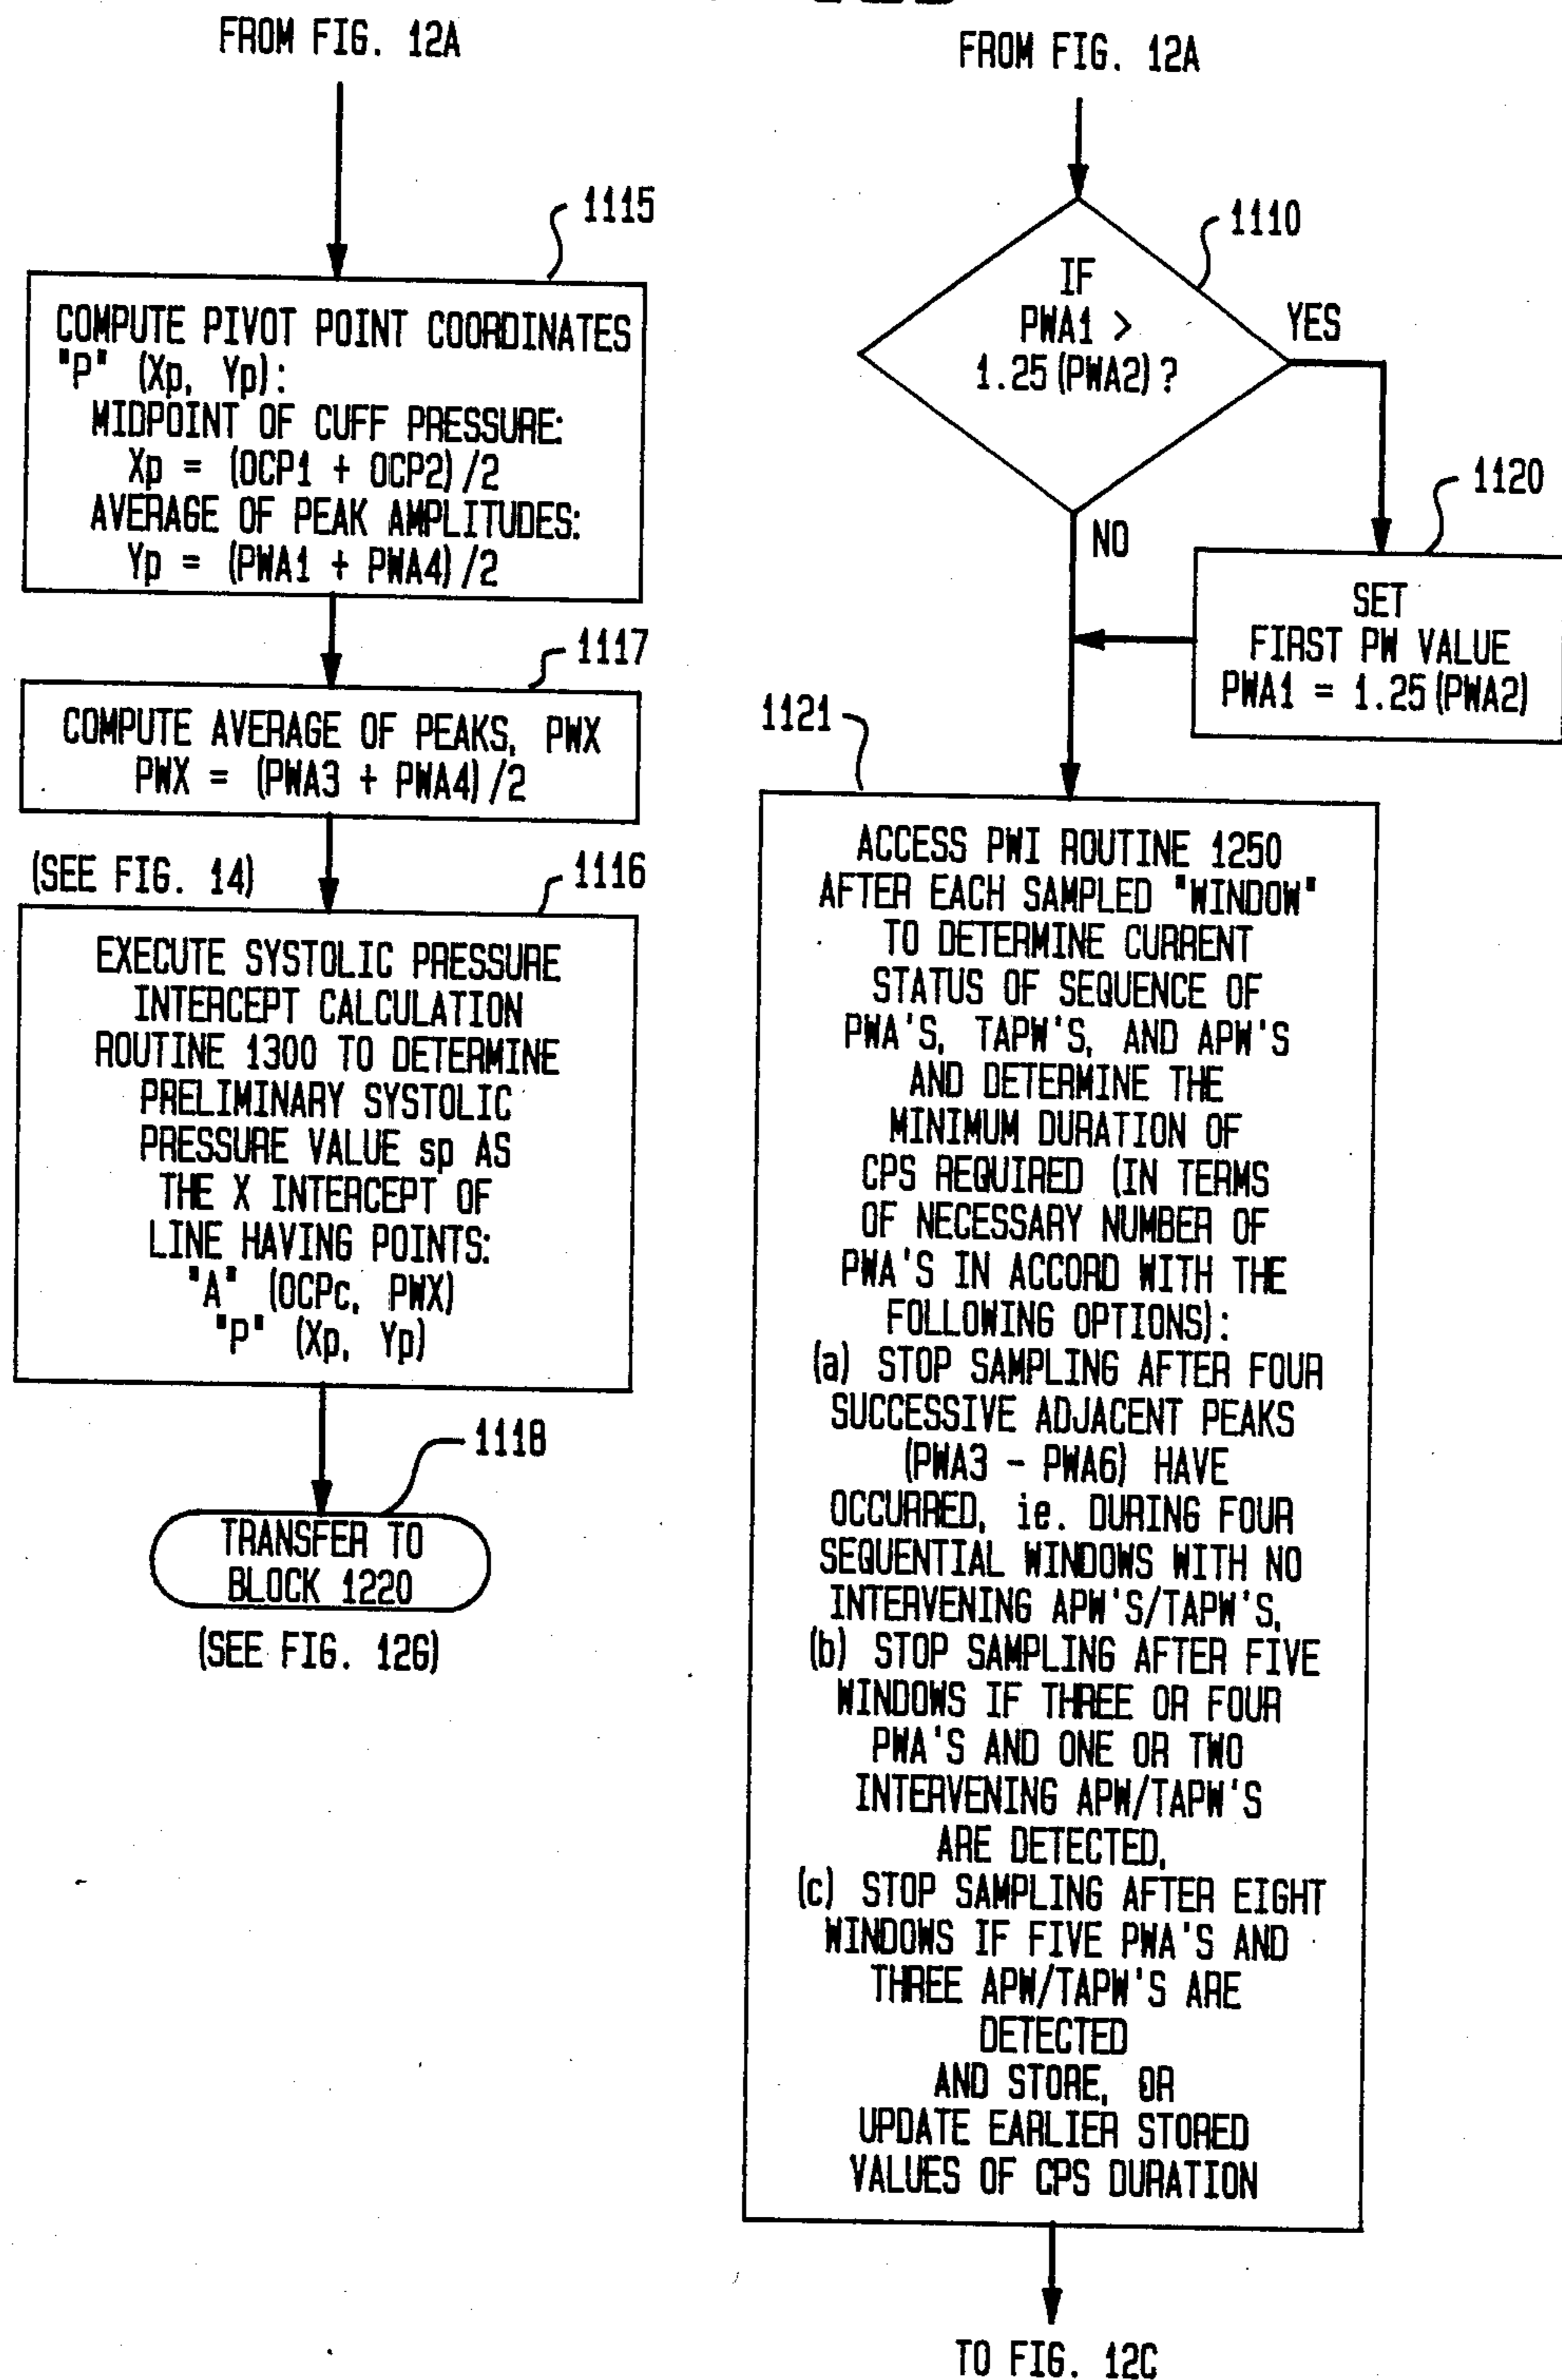 FROM FIG. 12A
1115
COMPUTE PIVOT POINT COORDINATES
"P" (Xp, Yp):
MIDPOINT OF CUFF PRESSURE:
Xp = (OCP1 + OCP2)/2
AVERAGE OF PEAK AMPLITUDES:
Yp = (PWA1 + PWA4)/2
1117
COMPUTE AVERAGE OF PEAKS, PWX
PWX = (PWA3 + PWA4)/2
(SEE FIG. 14)
1116
EXECUTE SYSTOLIC PRESSURE
INTERCEPT CALCULATION
ROUTINE 1300 TO DETERMINE
PRELIMINARY SYSTOLIC
PRESSURE VALUE sp AS
THE X INTERCEPT OF
LINE HAVING POINTS:
"A" (OCPc, PWX)
"P" (Xp, Yp)
1118
TRANSFER TO
BLOCK 1220
(SEE FIG. 12G)
FROM FIG. 12A
1110
IF
PWA1 >
1.25(PWA2)?
YES
NO
1120
SET
FIRST PW VALUE
PWA1 = 1.25(PWA2)
1121
ACCESS PWI ROUTINE 1250
AFTER EACH SAMPLED "WINDOW"
TO DETERMINE CURRENT
STATUS OF SEQUENCE OF
PWA'S, TAPW'S, AND APW'S
AND DETERMINE THE
MINIMUM DURATION OF
CPS REQUIRED (IN TERMS
OF NECESSARY NUMBER OF
PWA'S IN ACCORD WITH THE
FOLLOWING OPTIONS):
(a) STOP SAMPLING AFTER FOUR
SUCCESSIVE ADJACENT PEAKS
(PWA3 - PWA6) HAVE
OCCURRED, ie. DURING FOUR
SEQUENTIAL WINDOWS WITH NO
INTERVENING APW'S/TAPW'S,
(b) STOP SAMPLING AFTER FIVE
WINDOWS IF THREE OR FOUR
PWA'S AND ONE OR TWO
INTERVENING APW/TAPW'S
ARE DETECTED,
(c) STOP SAMPLING AFTER EIGHT
WINDOWS IF FIVE PWA'S AND
THREE APW/TAPW'S ARE
DETECTED
AND STORE, OR
UPDATE EARLIER STORED
VALUES OF CPS DURATION
TO FIG. 12C